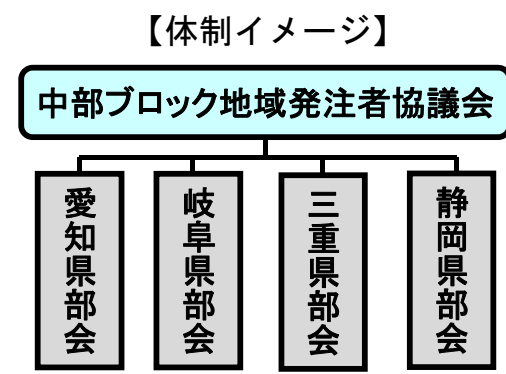 【体制イメージ】
中部ブロック地域発注者協議会
愛知県部会
岐阜県部会
三重県部会
静岡県部会